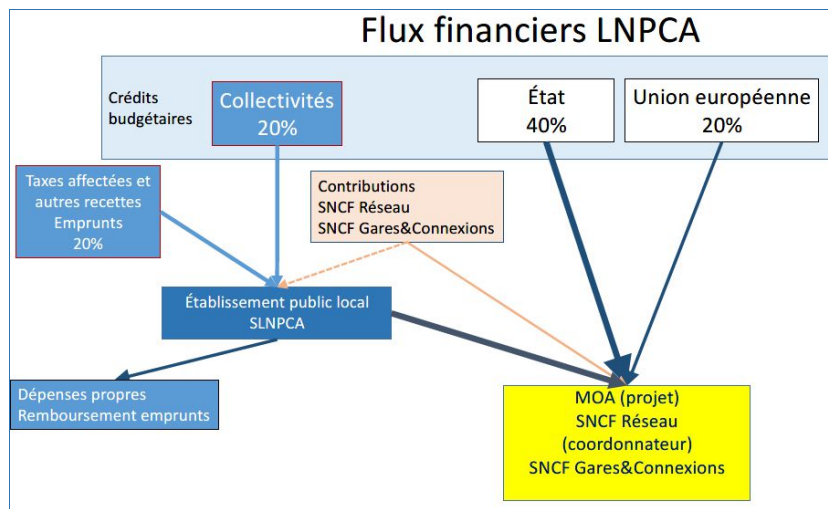 Flux financiers LNPCA
Crédits
budgétaires
Collectivités
20%
État
40%
Union européenne
20%
Taxes affectées et
autres recettes
Emprunts
20%
Contributions
SNCF Réseau
SNCF Gares&Connexions
Établissement public local
SLNPCA
Dépenses propres
Remboursement emprunts
MOA (projet)
SNCF Réseau
(coordonnateur)
SNCF Gares&Connexions